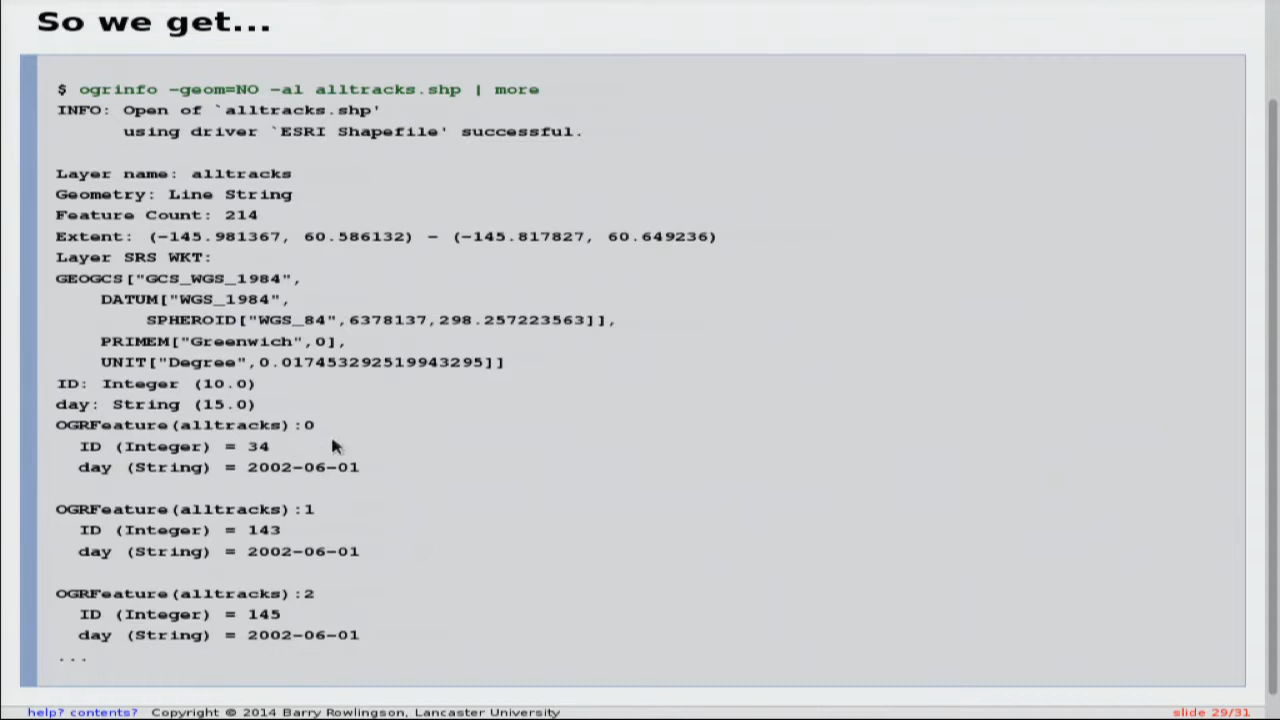 So we get...
$ ogrinfo -geom=NO -al alltracks.shp | more
INFO: Open of `alltracks.shp'
using driver `ESRI Shapefile' successful.
Layer name: alltracks
Geometry: Line String
Feature Count: 214
Extent: (-145.981367, 60.586132) - (-145.817827, 60.649236)
Layer SRS WKT:
GEOGCS["GCS_WGS_1984",
DATUM["WGS_1984",
SPHEROID["WGS_84",6378137,298.257223563]],
PRIMEM["Greenwich",0],
UNIT["Degree",0.017453292519943295]]
ID: Integer (10.0)
day: String (15.0)
OGRFeature(alltracks):0
ID (Integer) = 34
day (String) = 2002-06-01
OGRFeature(alltracks):1
ID (Integer) = 143
day (String) = 2002-06-01
OGRFeature(alltracks):2
ID (Integer) = 145
day (String) = 2002-06-01
...
help? contents? Copyright © 2014 Barry Rowlingson, Lancaster University slide 29/31